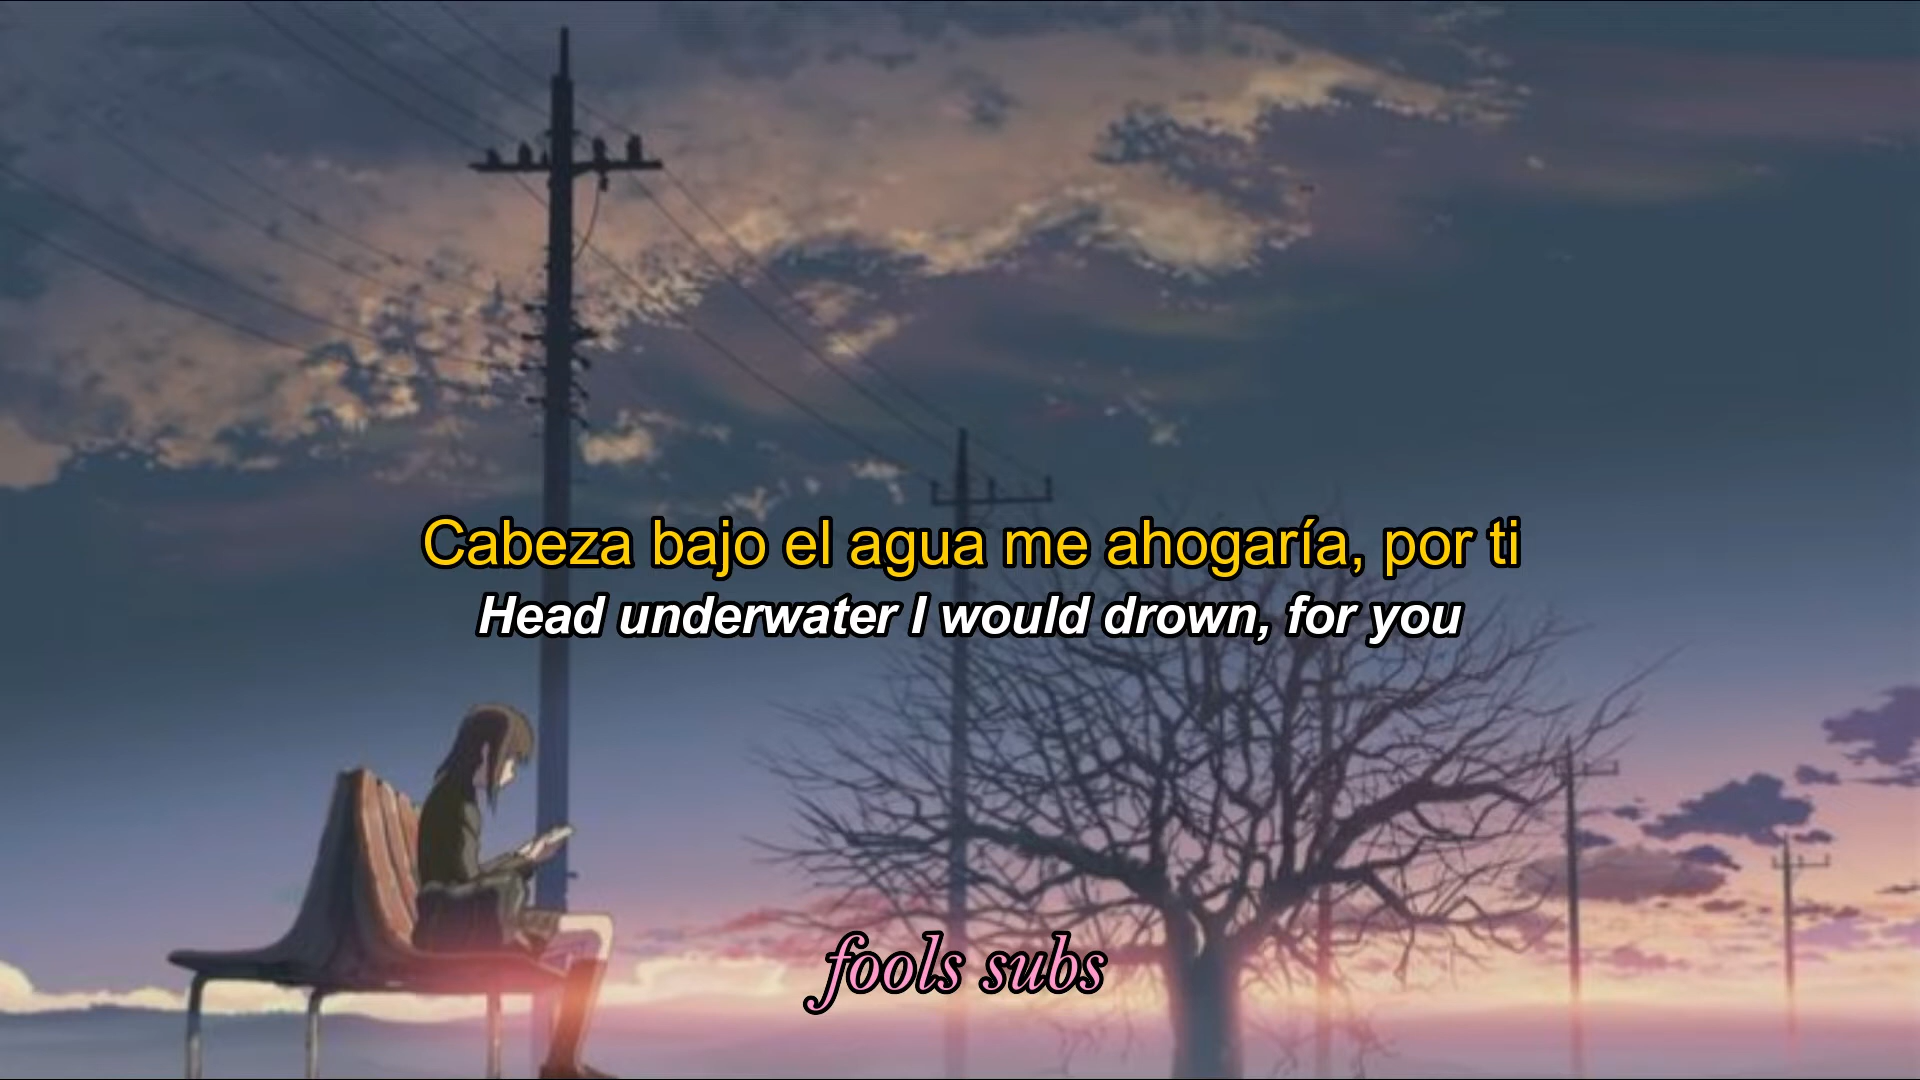 Cabeza bajo el agua me ahogaría, por ti
Head underwater I would drown, for you
fools subs